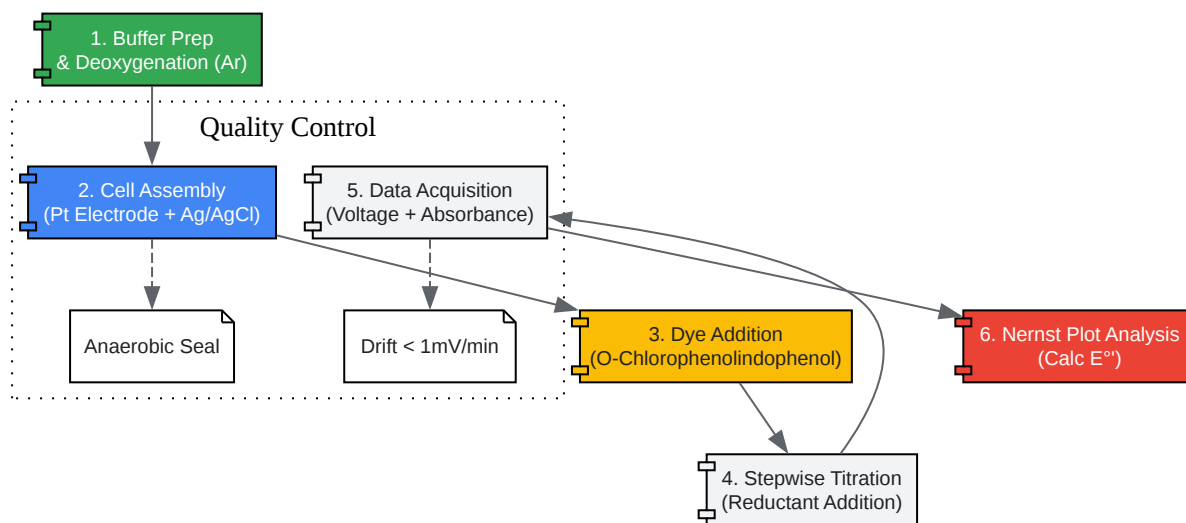 1. Buffer Prep
& Deoxygenation (Ar)
Quality Control
2. Cell Assembly
(Pt Electrode + Ag/AgCl)
5. Data Acquisition
(Voltage + Absorbance)
Anaerobic Seal
Drift < 1mV/min
3. Dye Addition
(O-Chlorophenolindophenol)
6. Nernst Plot Analysis
(Calc E°')
4. Stepwise Titration
(Reductant Addition)